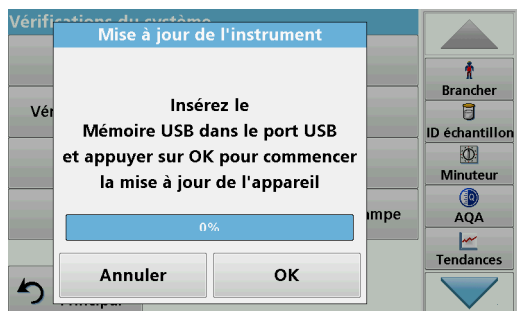 Vérifications du système
Mise à jour de l'instrument
Insérez le
Mémoire USB dans le port USB
et appuyer sur OK pour commencer
la mise à jour de l'appareil
0%
Annuler
OK
Brancher
ID échantillon
Minuteur
AQA
Tendances
Principal